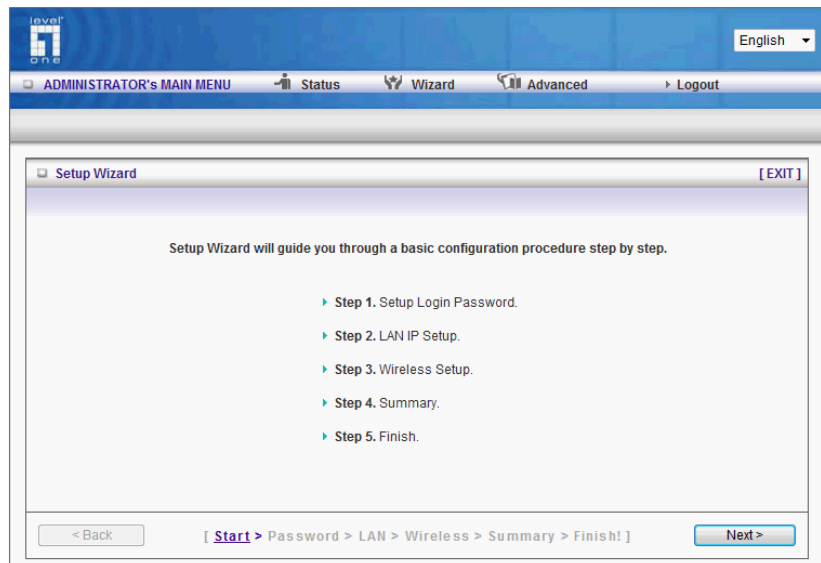 level
one
English
ADMINISTRATOR's MAIN MENU Status Wizard Advanced Logout
Setup Wizard [ EXIT ]
Setup Wizard will guide you through a basic configuration procedure step by step.
Step 1. Setup Login Password.
Step 2. LAN IP Setup.
Step 3. Wireless Setup.
Step 4. Summary.
Step 5. Finish.
< Back [ Start > Password > LAN > Wireless > Summary > Finish! ] Next >